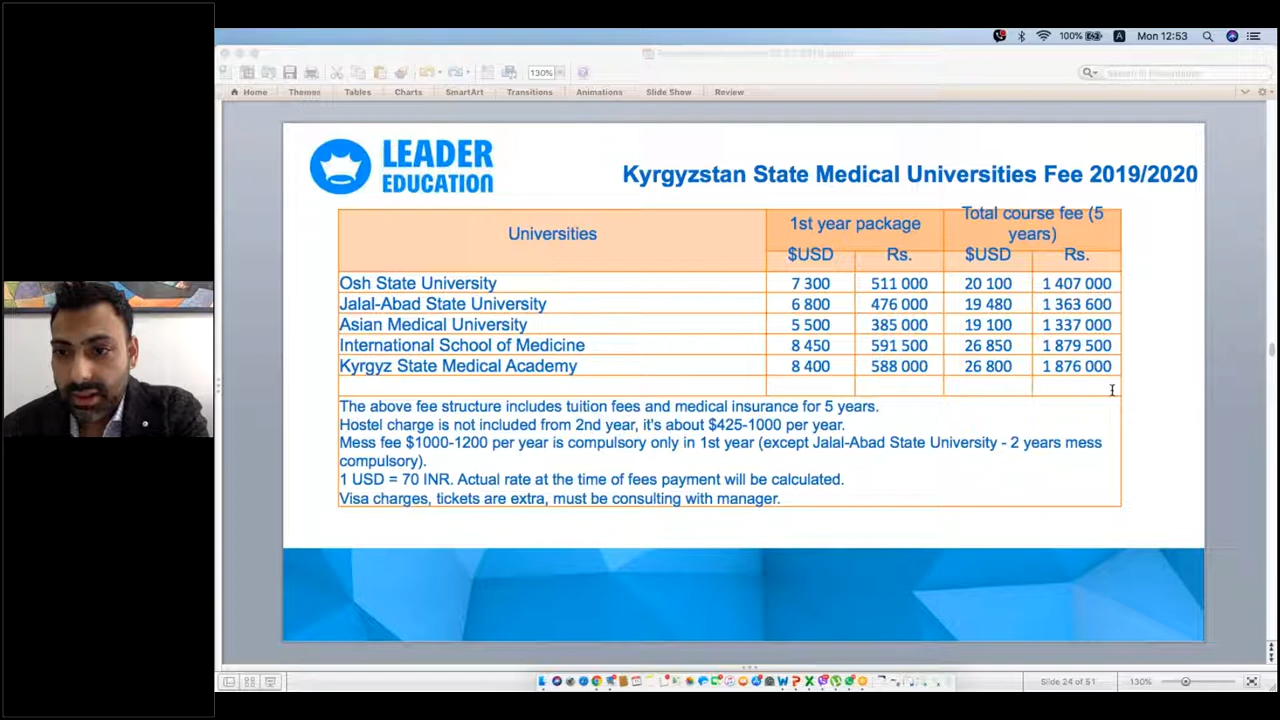 100%
Mon 12:53
130%
Search in Presentation
Home Themes Tables Charts SmartArt Transitions Animations Slide Show Review
LEADER
EDUCATION
Kyrgyzstan State Medical Universities Fee 2019/2020
Universities 1st year package Total course fee (5
years)
$USD Rs. $USD Rs.
Osh State University 7 300 511 000 20 100 1 407 000
Jalal-Abad State University 6 800 476 000 19 480 1 363 600
Asian Medical University 5 500 385 000 19 100 1 337 000
International School of Medicine 8 450 591 500 26 850 1 879 500
Kyrgyz State Medical Academy 8 400 588 000 26 800 1 876 000
The above fee structure includes tuition fees and medical insurance for 5 years.
Hostel charge is not included from 2nd year, it's about $425-1000 per year.
Mess fee $1000-1200 per year is compulsory only in 1st year (except Jalal-Abad State University - 2 years mess
compulsory).
1 USD = 70 INR. Actual rate at the time of fees payment will be calculated.
Visa charges, tickets are extra, must be consulting with manager.
Slide 24 of 51 130%